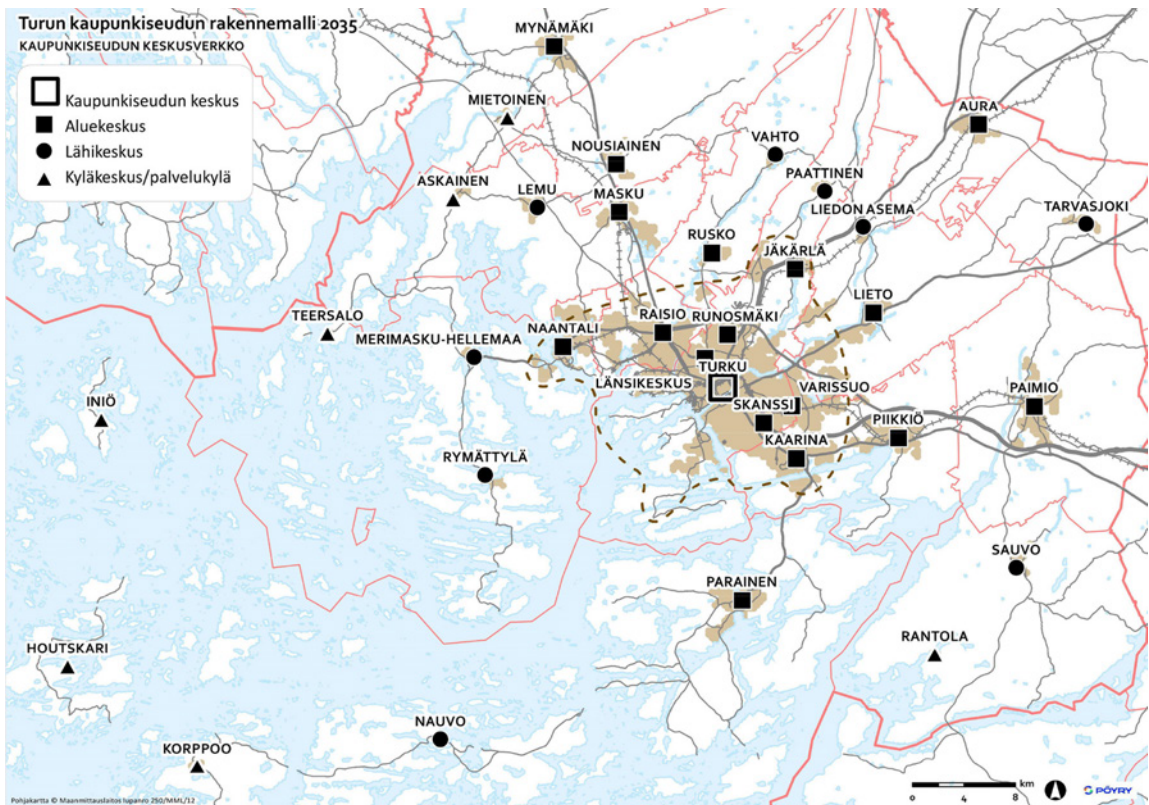 Turun kaupunkiseudun rakennemalli 2035
KAUPUNKISEUDUN KESKUSVERKKO
Kaupunkiseudun keskus
Aluekeskus
Lähikeskus
Kyläkeskus/palvelukylä
MYNÄMÄKI
MIETOINEN
AURA
VAHTO
NOUSIAINEN
PAATTINEN
ASKAINEN
LEMU
MASKU
LIEDON ASEMA
TARVASJOKI
RUSKO
JÄKÄRLÄ
LIETO
TEERSALO
RAISIO
RUNOSMÄKI
NAANTALI
MERIMASKU-HELLEMAA
TURKU
LÄNSIKESKUS
VARISSUO
PAIMIO
INIÖ
SKANSSI
PIIKKIÖ
KAARINA
RYMÄTTYLÄ
SAUVO
PARAINEN
RANTOLA
HOUTSKARI
NAUVO
KORPPOO
km
0 4 8
PÖYRY
Pohjakartta © Maanmittauslaitos lupanro 250/MML/12